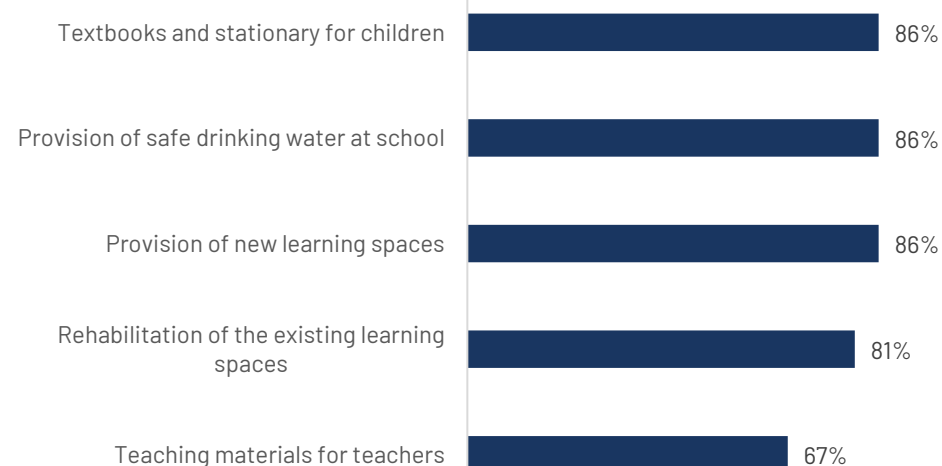 Textbooks and stationary for children
86%
Provision of safe drinking water at school
86%
Provision of new learning spaces
86%
Rehabilitation of the existing learning
spaces
81%
Teaching materials for teachers
67%